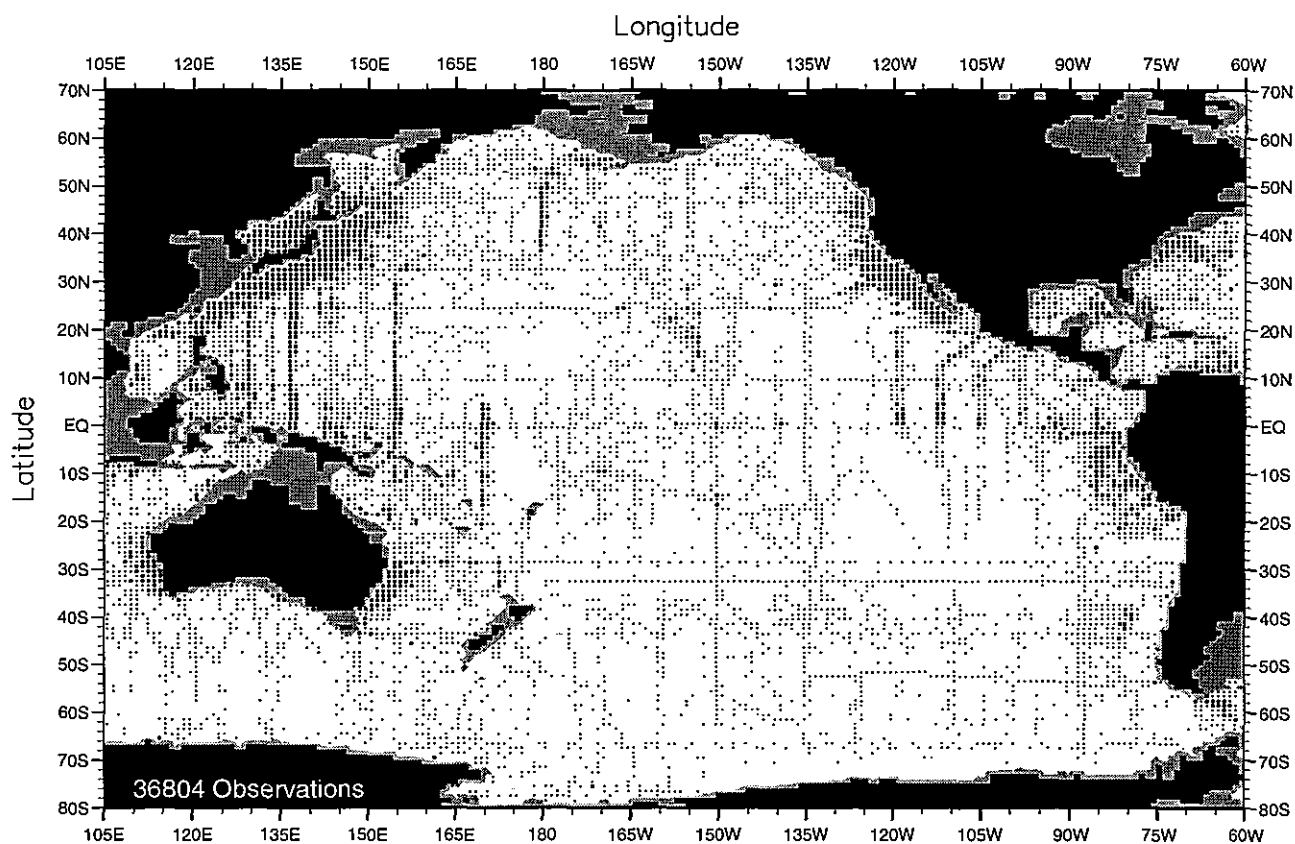 Longitude
105E 120E 135E 150E 165E 180 165W 150W 135W 120W 105W 90W 75W 60W
70N 70N
60N 60N
50N 50N
40N 40N
30N 30N
20N 20N
10N 10N
Latitude
EQ EQ
10S 10S
20S 20S
30S 30S
40S 40S
50S 50S
60S 60S
70S 70S
36804 Observations
80S 80S
105E 120E 135E 150E 165E 180 165W 150W 135W 120W 105W 90W 75W 60W